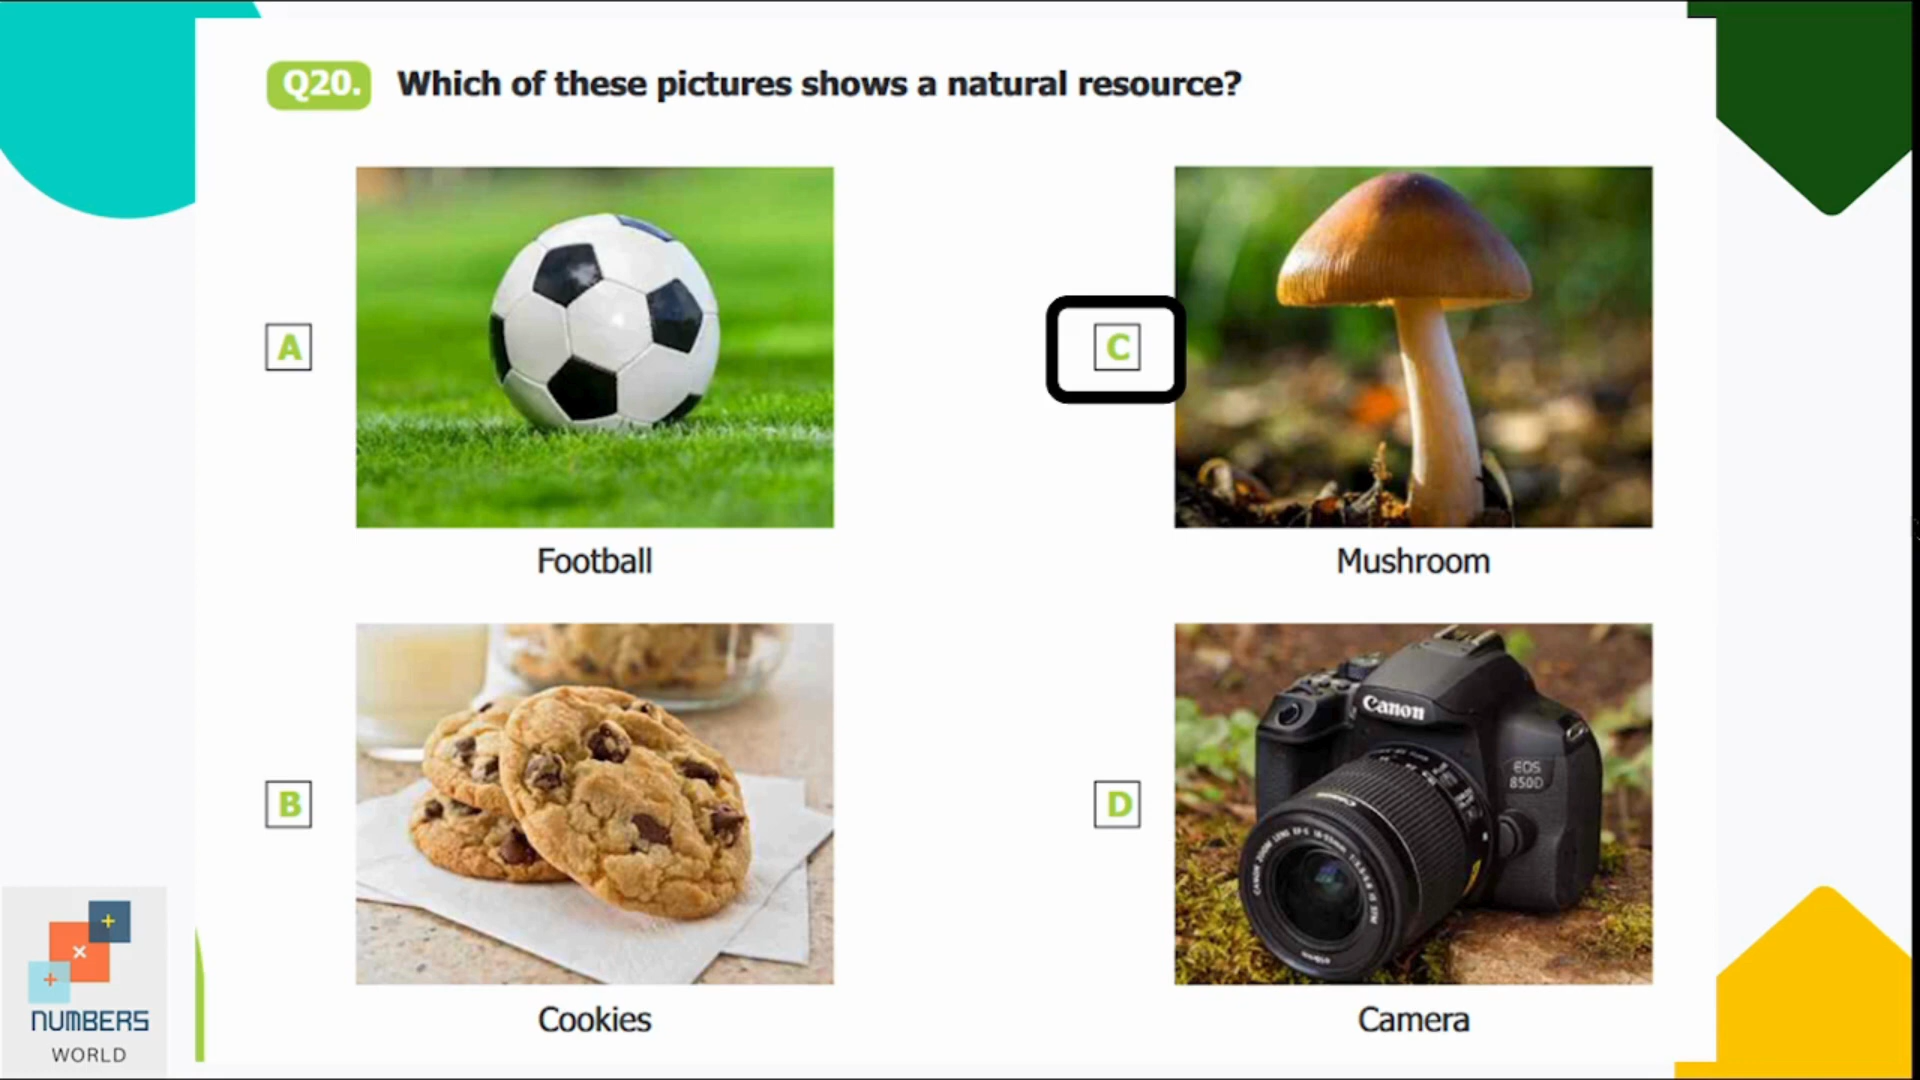 Q20. Which of these pictures shows a natural resource?
A
Football
C
Mushroom
B
Cookies
D
Canon
EOS
850D
Camera
NUMBERS
WORLD